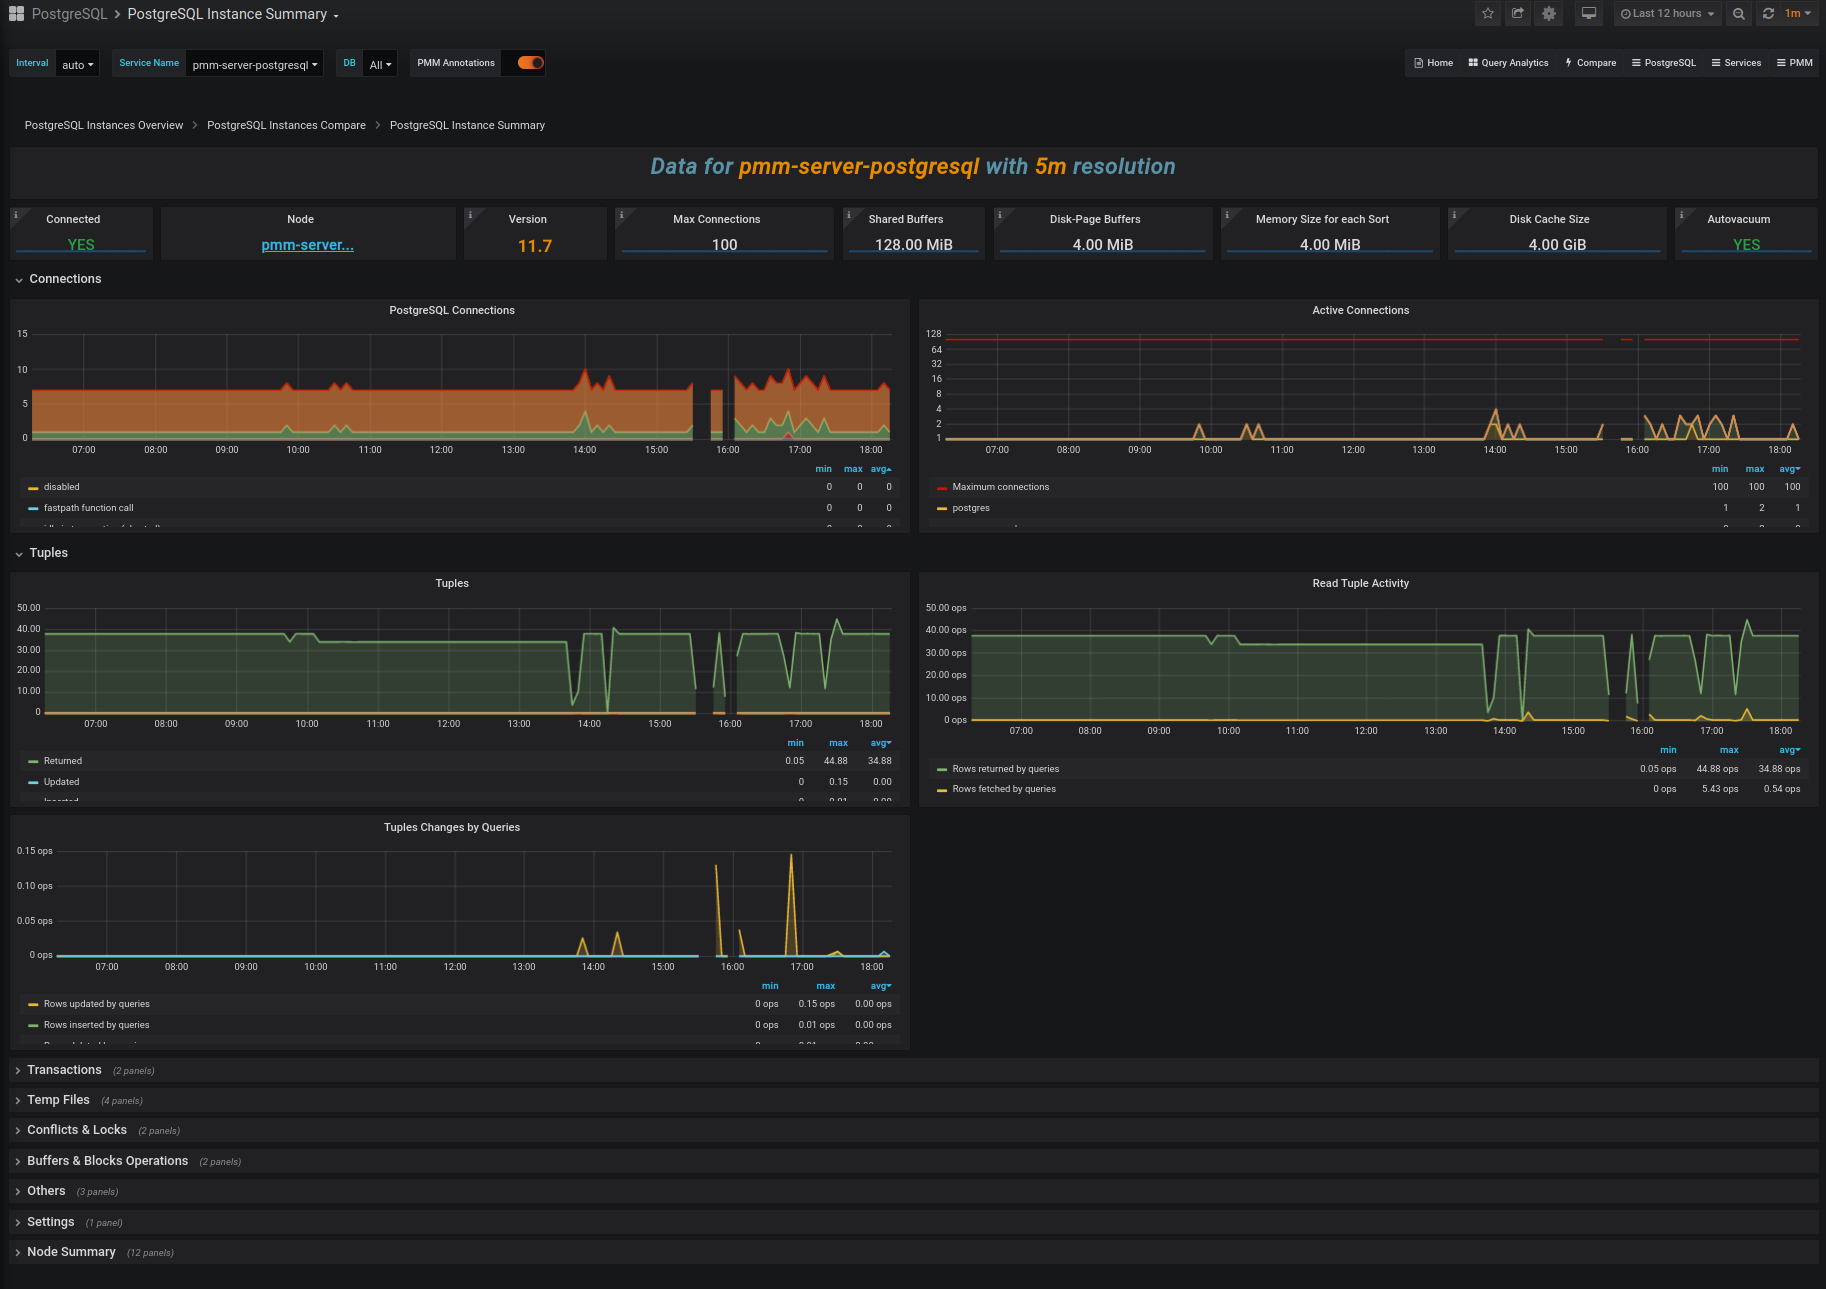 PostgreSQL > PostgreSQL Instance Summary
Last 12 hours 1m
Interval auto Service Name pmm-server-postgresql DB All PMM Annotations
Home Query Analytics Compare PostgreSQL Services PMM
PostgreSQL Instances Overview > PostgreSQL Instances Compare > PostgreSQL Instance Summary
Data for pmm-server-postgresql with 5m resolution
Connected Node Version Max Connections Shared Buffers Disk-Page Buffers Memory Size for each Sort Disk Cache Size Autovacuum
YES pmm-server... 11.7 100 128.00 MiB 4.00 MiB 4.00 MiB 4.00 GiB YES
Connections
PostgreSQL Connections
15
10
5
0
07:00 08:00 09:00 10:00 11:00 12:00 13:00 14:00 15:00 16:00 17:00 18:00
min max avg
disabled 0 0 0
fastpath function call 0 0 0
Active Connections
128
64
32
16
8
4
2
1
07:00 08:00 09:00 10:00 11:00 12:00 13:00 14:00 15:00 16:00 17:00 18:00
min max avg
Maximum connections 100 100 100
postgres 1 2 1
Tuples
Tuples
50.00
40.00
30.00
20.00
10.00
0
07:00 08:00 09:00 10:00 11:00 12:00 13:00 14:00 15:00 16:00 17:00 18:00
min max avg
Returned 0.05 44.88 34.88
Updated 0 0.15 0.00
Read Tuple Activity
50.00 ops
40.00 ops
30.00 ops
20.00 ops
10.00 ops
0 ops
07:00 08:00 09:00 10:00 11:00 12:00 13:00 14:00 15:00 16:00 17:00 18:00
min max avg
Rows returned by queries 0.05 ops 44.88 ops 34.88 ops
Rows fetched by queries 0 ops 5.43 ops 0.54 ops
Tuples Changes by Queries
0.15 ops
0.10 ops
0.05 ops
0 ops
07:00 08:00 09:00 10:00 11:00 12:00 13:00 14:00 15:00 16:00 17:00 18:00
min max avg
Rows updated by queries 0 ops 0.15 ops 0.00 ops
Rows inserted by queries 0 ops 0.01 ops 0.00 ops
Transactions (2 panels)
Temp Files (4 panels)
Conflicts & Locks (2 panels)
Buffers & Blocks Operations (2 panels)
Others (3 panels)
Settings (1 panel)
Node Summary (12 panels)